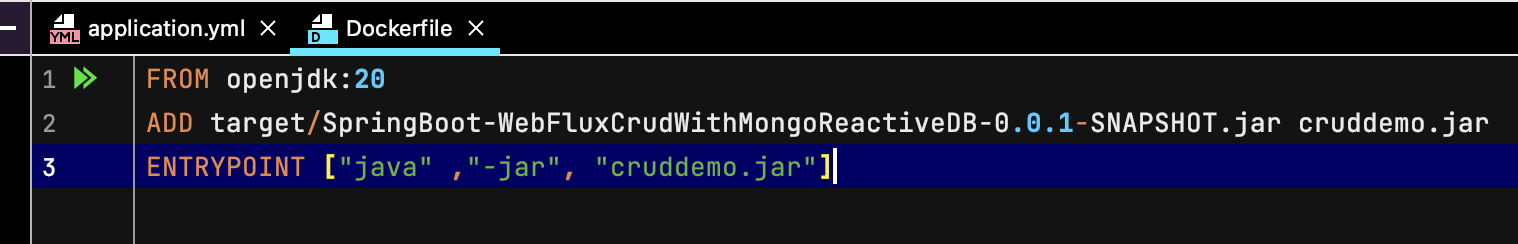 YML application.yml × D Dockerfile ×
1 FROM openjdk:20
2 ADD target/SpringBoot-WebFluxCrudWithMongoReactiveDB-0.0.1-SNAPSHOT.jar cruddemo.jar
3 ENTRYPOINT ["java" ,"-jar", "cruddemo.jar"]